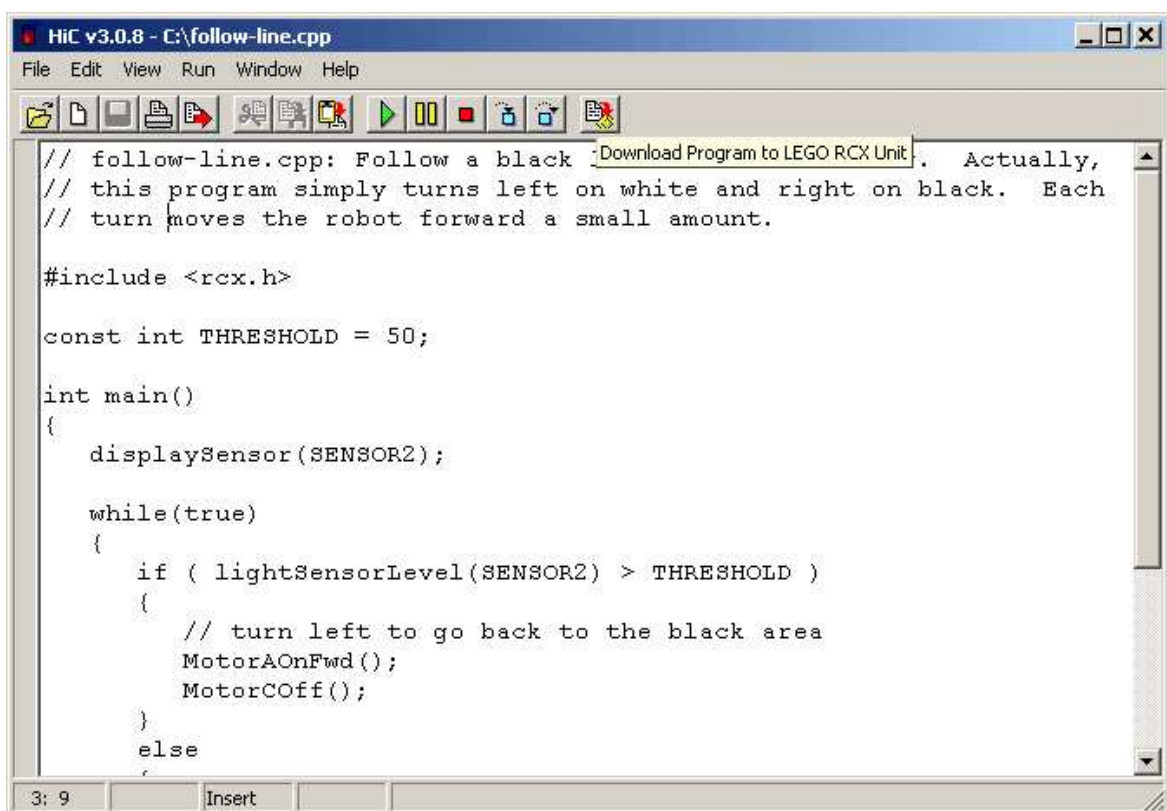 HiC v3.0.8 - C:\follow-line.cpp
File Edit View Run Window Help
Download Program to LEGO RCX Unit
// follow-line.cpp: Follow a black . Actually,
// this program simply turns left on white and right on black. Each
// turn moves the robot forward a small amount.
#include <rcx.h>
const int THRESHOLD = 50;
int main()
{
displaySensor(SENSOR2);
while(true)
{
if ( lightSensorLevel(SENSOR2) > THRESHOLD )
{
// turn left to go back to the black area
MotorAOnFwd();
MotorCOff();
}
else
3: 9 Insert